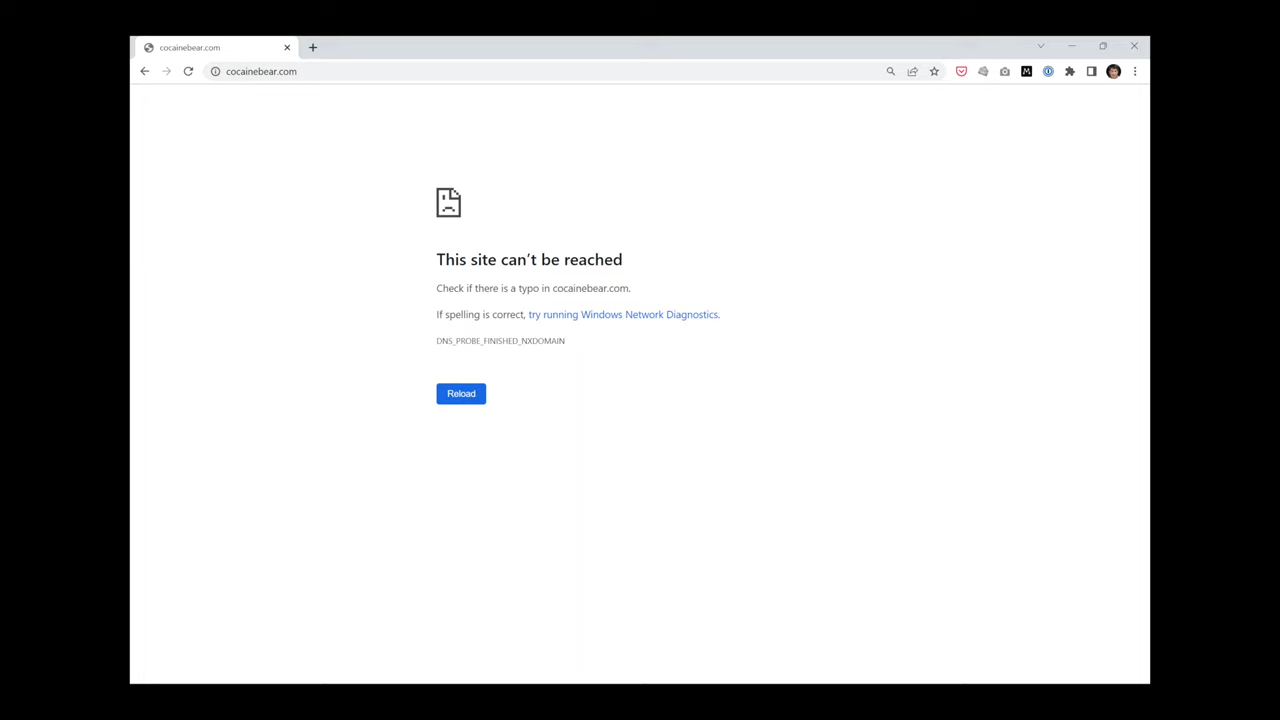 cocainebear.com
cocainebear.com
M
This site can't be reached
Check if there is a typo in cocainebear.com.
If spelling is correct, try running Windows Network Diagnostics.
DNS_PROBE_FINISHED_NXDOMAIN
Reload